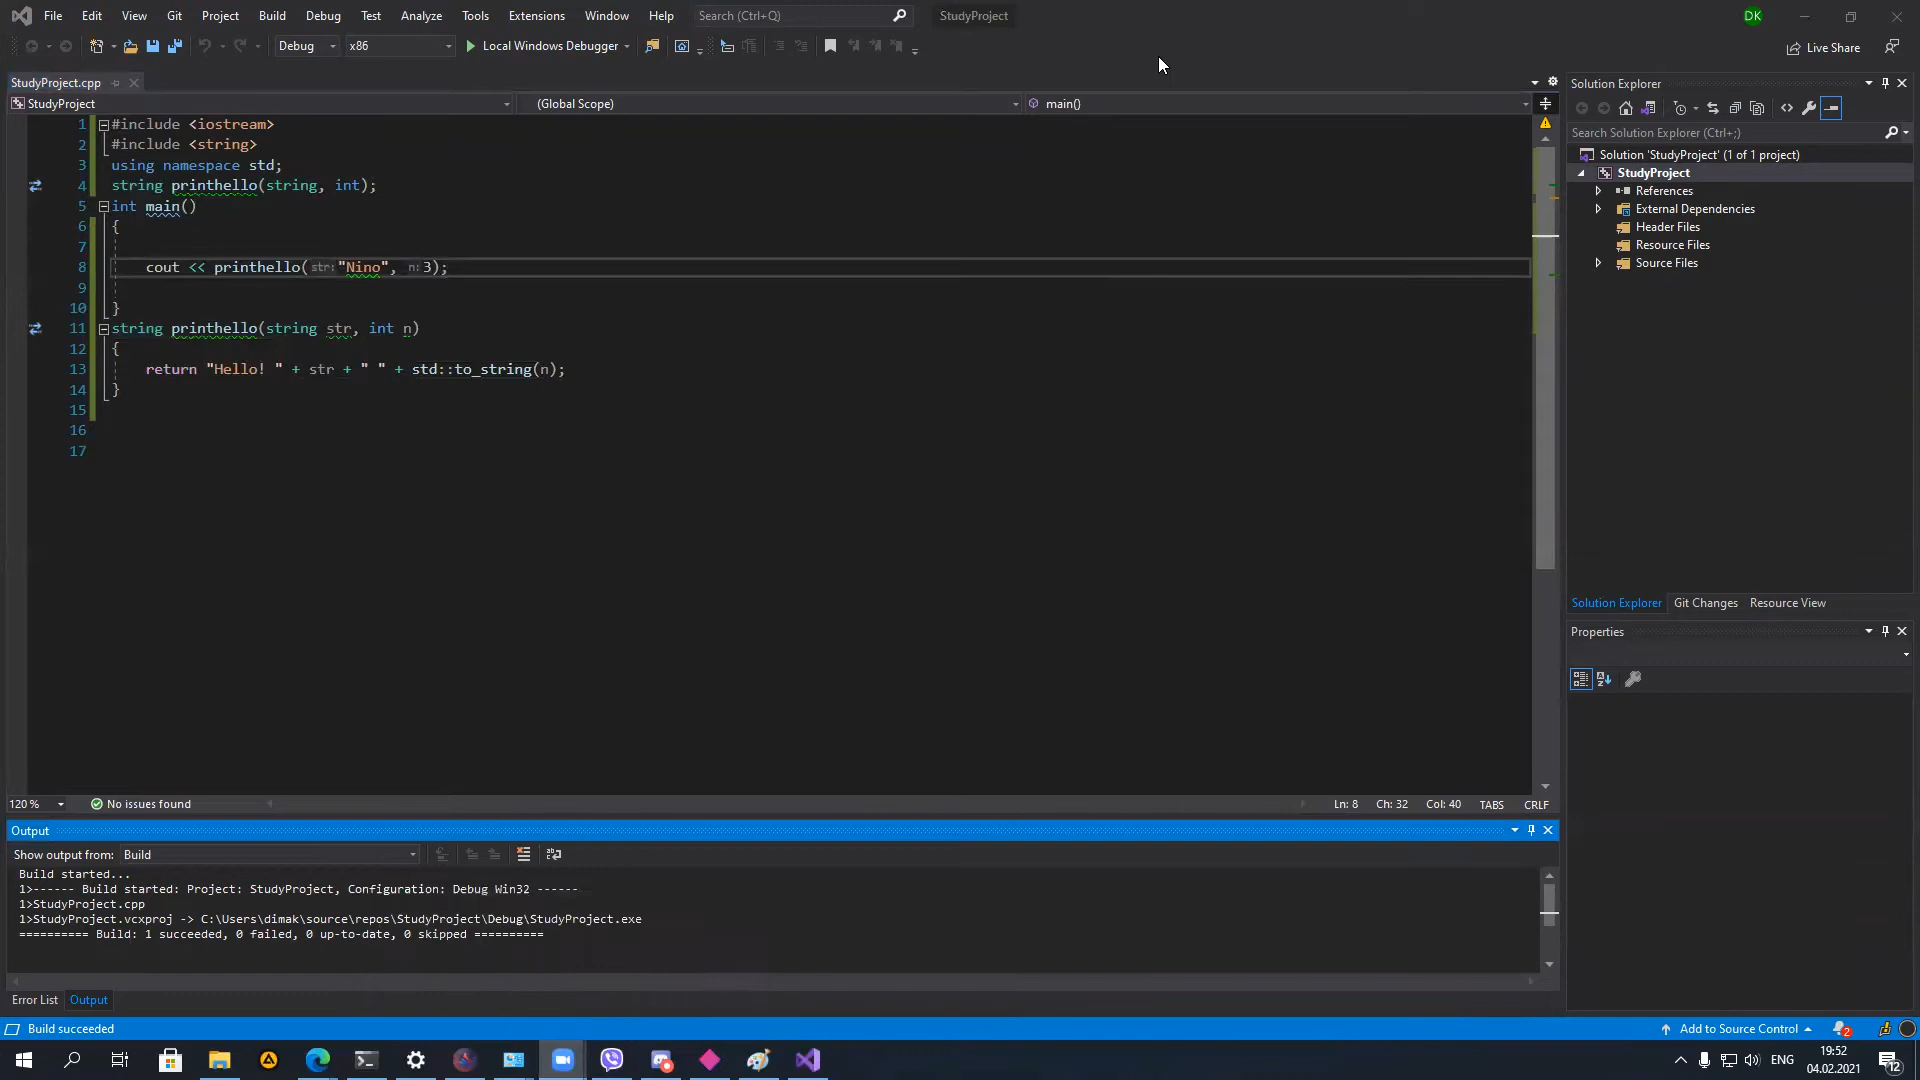 File Edit View Git Project Build Debug Test Analyze Tools Extensions Window Help Search (Ctrl+Q) StudyProject DK
Debug x86 Local Windows Debugger Live Share
StudyProject.cpp
StudyProject (Global Scope) main()
1 #include <iostream>
2 #include <string>
3 using namespace std;
4 string printhello(string, int);
5 int main()
6 {
7
8 cout << printhello(str:"Nino", n:3);
9
10 }
11 string printhello(string str, int n)
12 {
13 return "Hello! " + str + " " + std::to_string(n);
14 }
15
16
17
120 % No issues found Ln: 8 Ch: 32 Col: 40 TABS CRLF
Output
Show output from: Build
Build started...
1>------ Build started: Project: StudyProject, Configuration: Debug Win32 ------
1>StudyProject.cpp
1>StudyProject.vcxproj -> C:\Users\dimak\source\repos\StudyProject\Debug\StudyProject.exe
========== Build: 1 succeeded, 0 failed, 0 up-to-date, 0 skipped ==========
Error List Output
Solution Explorer
Search Solution Explorer (Ctrl+;)
Solution 'StudyProject' (1 of 1 project)
StudyProject
References
External Dependencies
Header Files
Resource Files
Source Files
Solution Explorer Git Changes Resource View
Properties
Build succeeded Add to Source Control 2
ENG 19:52
04.02.2021 12